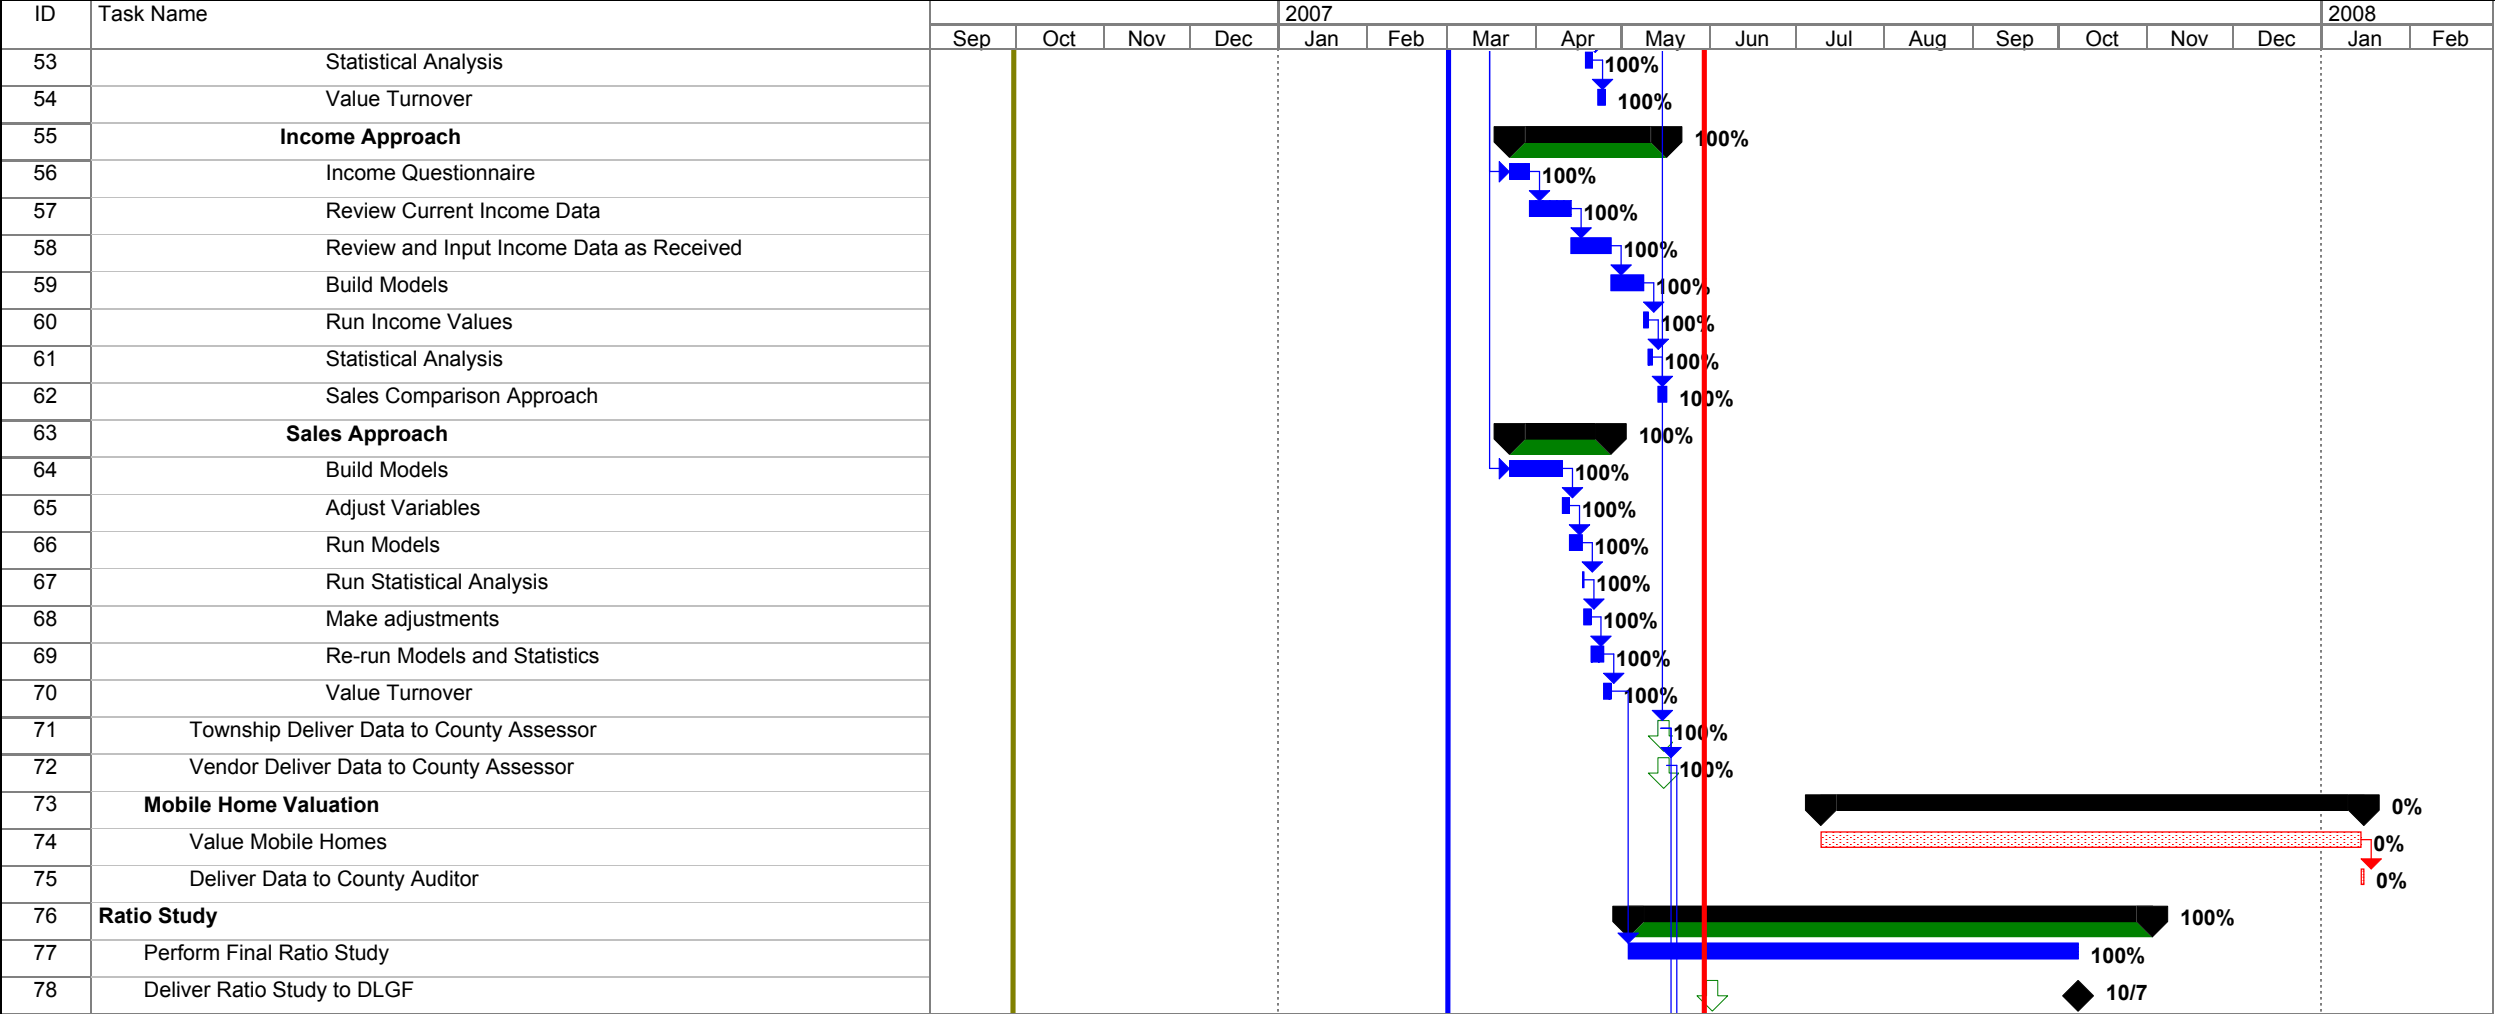 ID Task Name 2007 2008
Sep Oct Nov Dec Jan Feb Mar Apr May Jun Jul Aug Sep Oct Nov Dec Jan Feb
53 Statistical Analysis 100%
54 Value Turnover 100%
55 Income Approach 100%
56 Income Questionnaire 100%
57 Review Current Income Data 100%
58 Review and Input Income Data as Received 100%
59 Build Models 100%
60 Run Income Values 100%
61 Statistical Analysis 100%
62 Sales Comparison Approach 100%
63 Sales Approach 100%
64 Build Models 100%
65 Adjust Variables 100%
66 Run Models 100%
67 Run Statistical Analysis 100%
68 Make adjustments 100%
69 Re-run Models and Statistics 100%
70 Value Turnover 100%
71 Township Deliver Data to County Assessor 100%
72 Vendor Deliver Data to County Assessor 100%
73 Mobile Home Valuation 0%
74 Value Mobile Homes 0%
75 Deliver Data to County Auditor 0%
76 Ratio Study 100%
77 Perform Final Ratio Study 100%
78 Deliver Ratio Study to DLGF 10/7